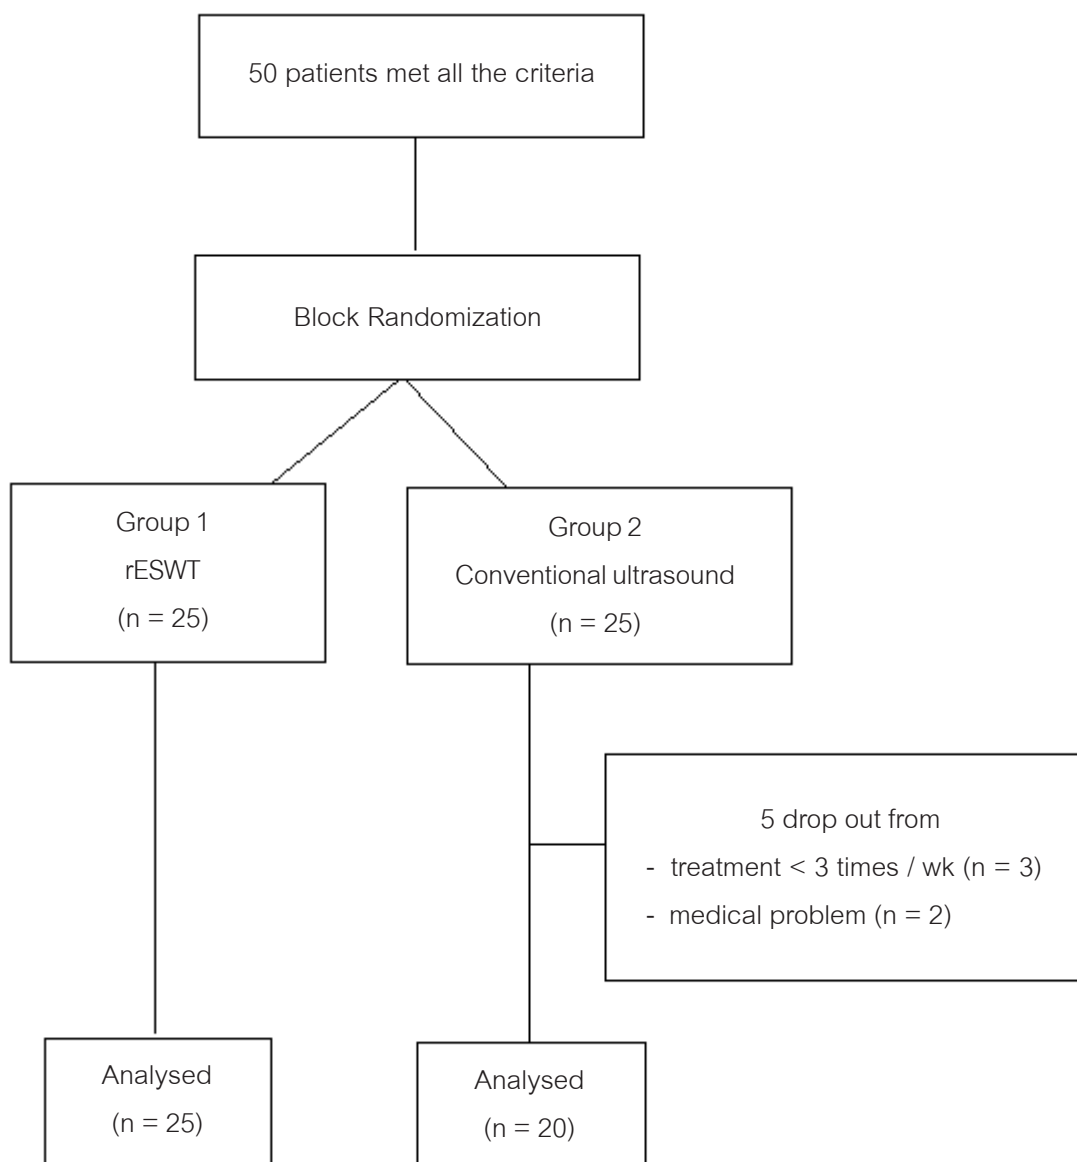 50 patients met all the criteria
Block Randomization
Group 1
rESWT
(n = 25)
Group 2
Conventional ultrasound
(n = 25)
5 drop out from
- treatment < 3 times / wk (n = 3)
- medical problem (n = 2)
Analysed
(n = 25)
Analysed
(n = 20)